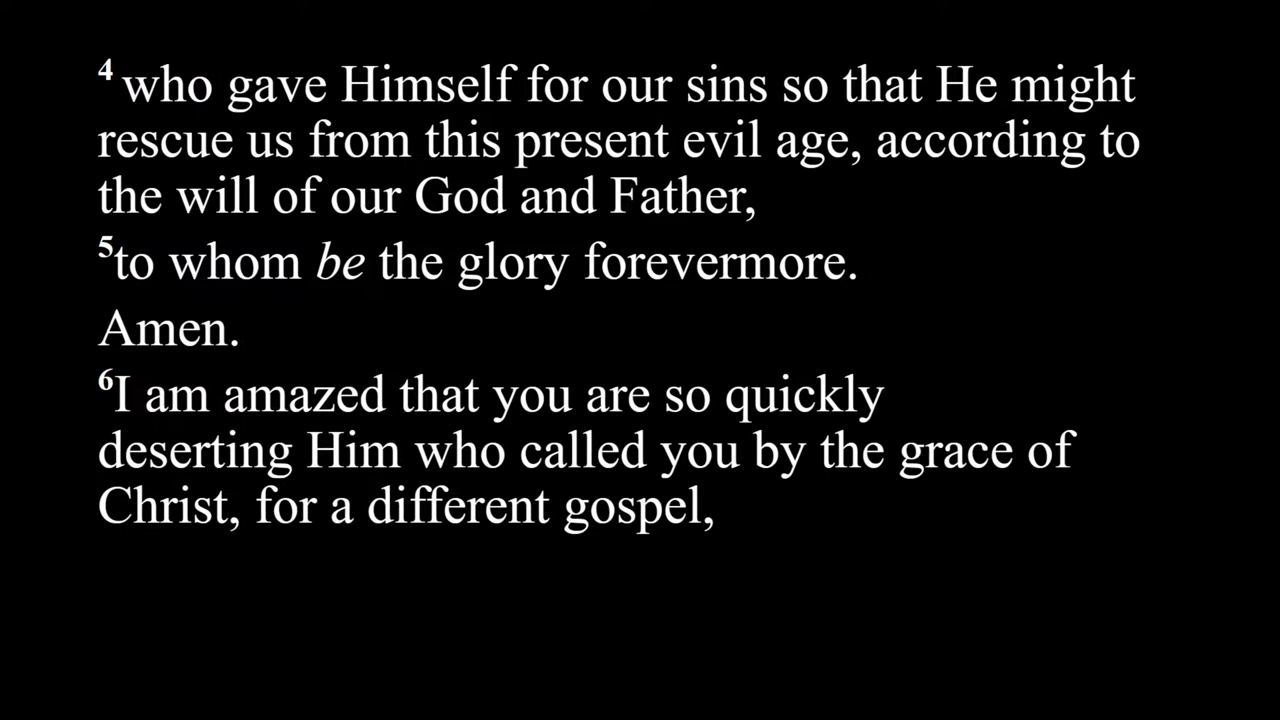 4 who gave Himself for our sins so that He might
rescue us from this present evil age, according to
the will of our God and Father,
5to whom be the glory forevermore.
Amen.
6I am amazed that you are so quickly
deserting Him who called you by the grace of
Christ, for a different gospel,